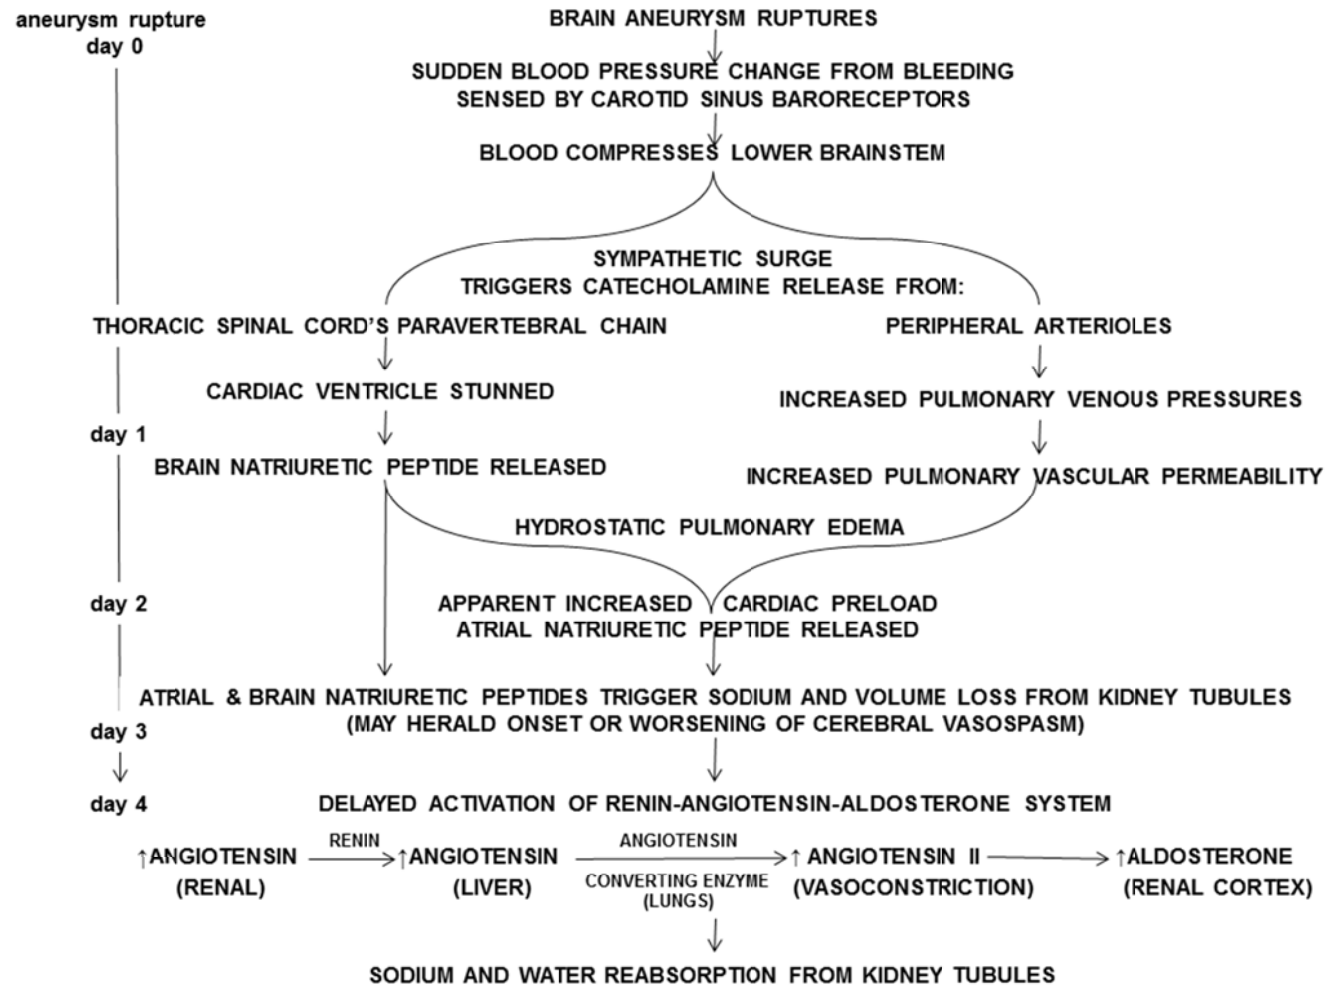 aneurysm rupture
day 0
BRAIN ANEURYSM RUPTURES
SUDDEN BLOOD PRESSURE CHANGE FROM BLEEDING
SENSED BY CAROTID SINUS BARORECEPTORS
BLOOD COMPRESSES LOWER BRAINSTEM
SYMPATHETIC SURGE
TRIGGERS CATECHOLAMINE RELEASE FROM:
THORACIC SPINAL CORD'S PARAVERTEBRAL CHAIN
PERIPHERAL ARTERIOLES
CARDIAC VENTRICLE STUNNED
INCREASED PULMONARY VENOUS PRESSURES
day 1
BRAIN NATRIURETIC PEPTIDE RELEASED
INCREASED PULMONARY VASCULAR PERMEABILITY
HYDROSTATIC PULMONARY EDEMA
day 2
APPARENT INCREASED CARDIAC PRELOAD
ATRIAL NATRIURETIC PEPTIDE RELEASED
ATRIAL & BRAIN NATRIURETIC PEPTIDES TRIGGER SODIUM AND VOLUME LOSS FROM KIDNEY TUBULES
(MAY HERALD ONSET OR WORSENING OF CEREBRAL VASOSPASM)
day 3
day 4
DELAYED ACTIVATION OF RENIN-ANGIOTENSIN-ALDOSTERONE SYSTEM
↑ANGIOTENSIN
(RENAL)
RENIN
↑ANGIOTENSIN
(LIVER)
ANGIOTENSIN
CONVERTING ENZYME
(LUNGS)
↑ ANGIOTENSIN II
(VASOCONSTRICTION)
↑ALDOSTERONE
(RENAL CORTEX)
SODIUM AND WATER REABSORPTION FROM KIDNEY TUBULES